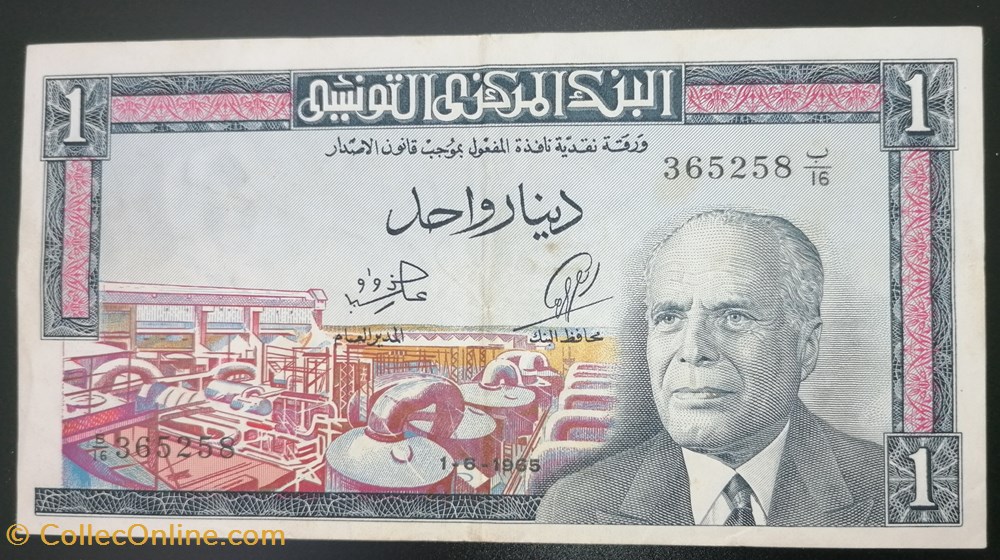 1 البنك المركزي التونسي 1
ورقة نقدية نافذة المفعول بموجب قانون الاصدار
365258 ب/16
دينار واحد
المدير العام
محافظ البنك
B/16 365258
1-6-1965
1 1
© CollecOnline.com